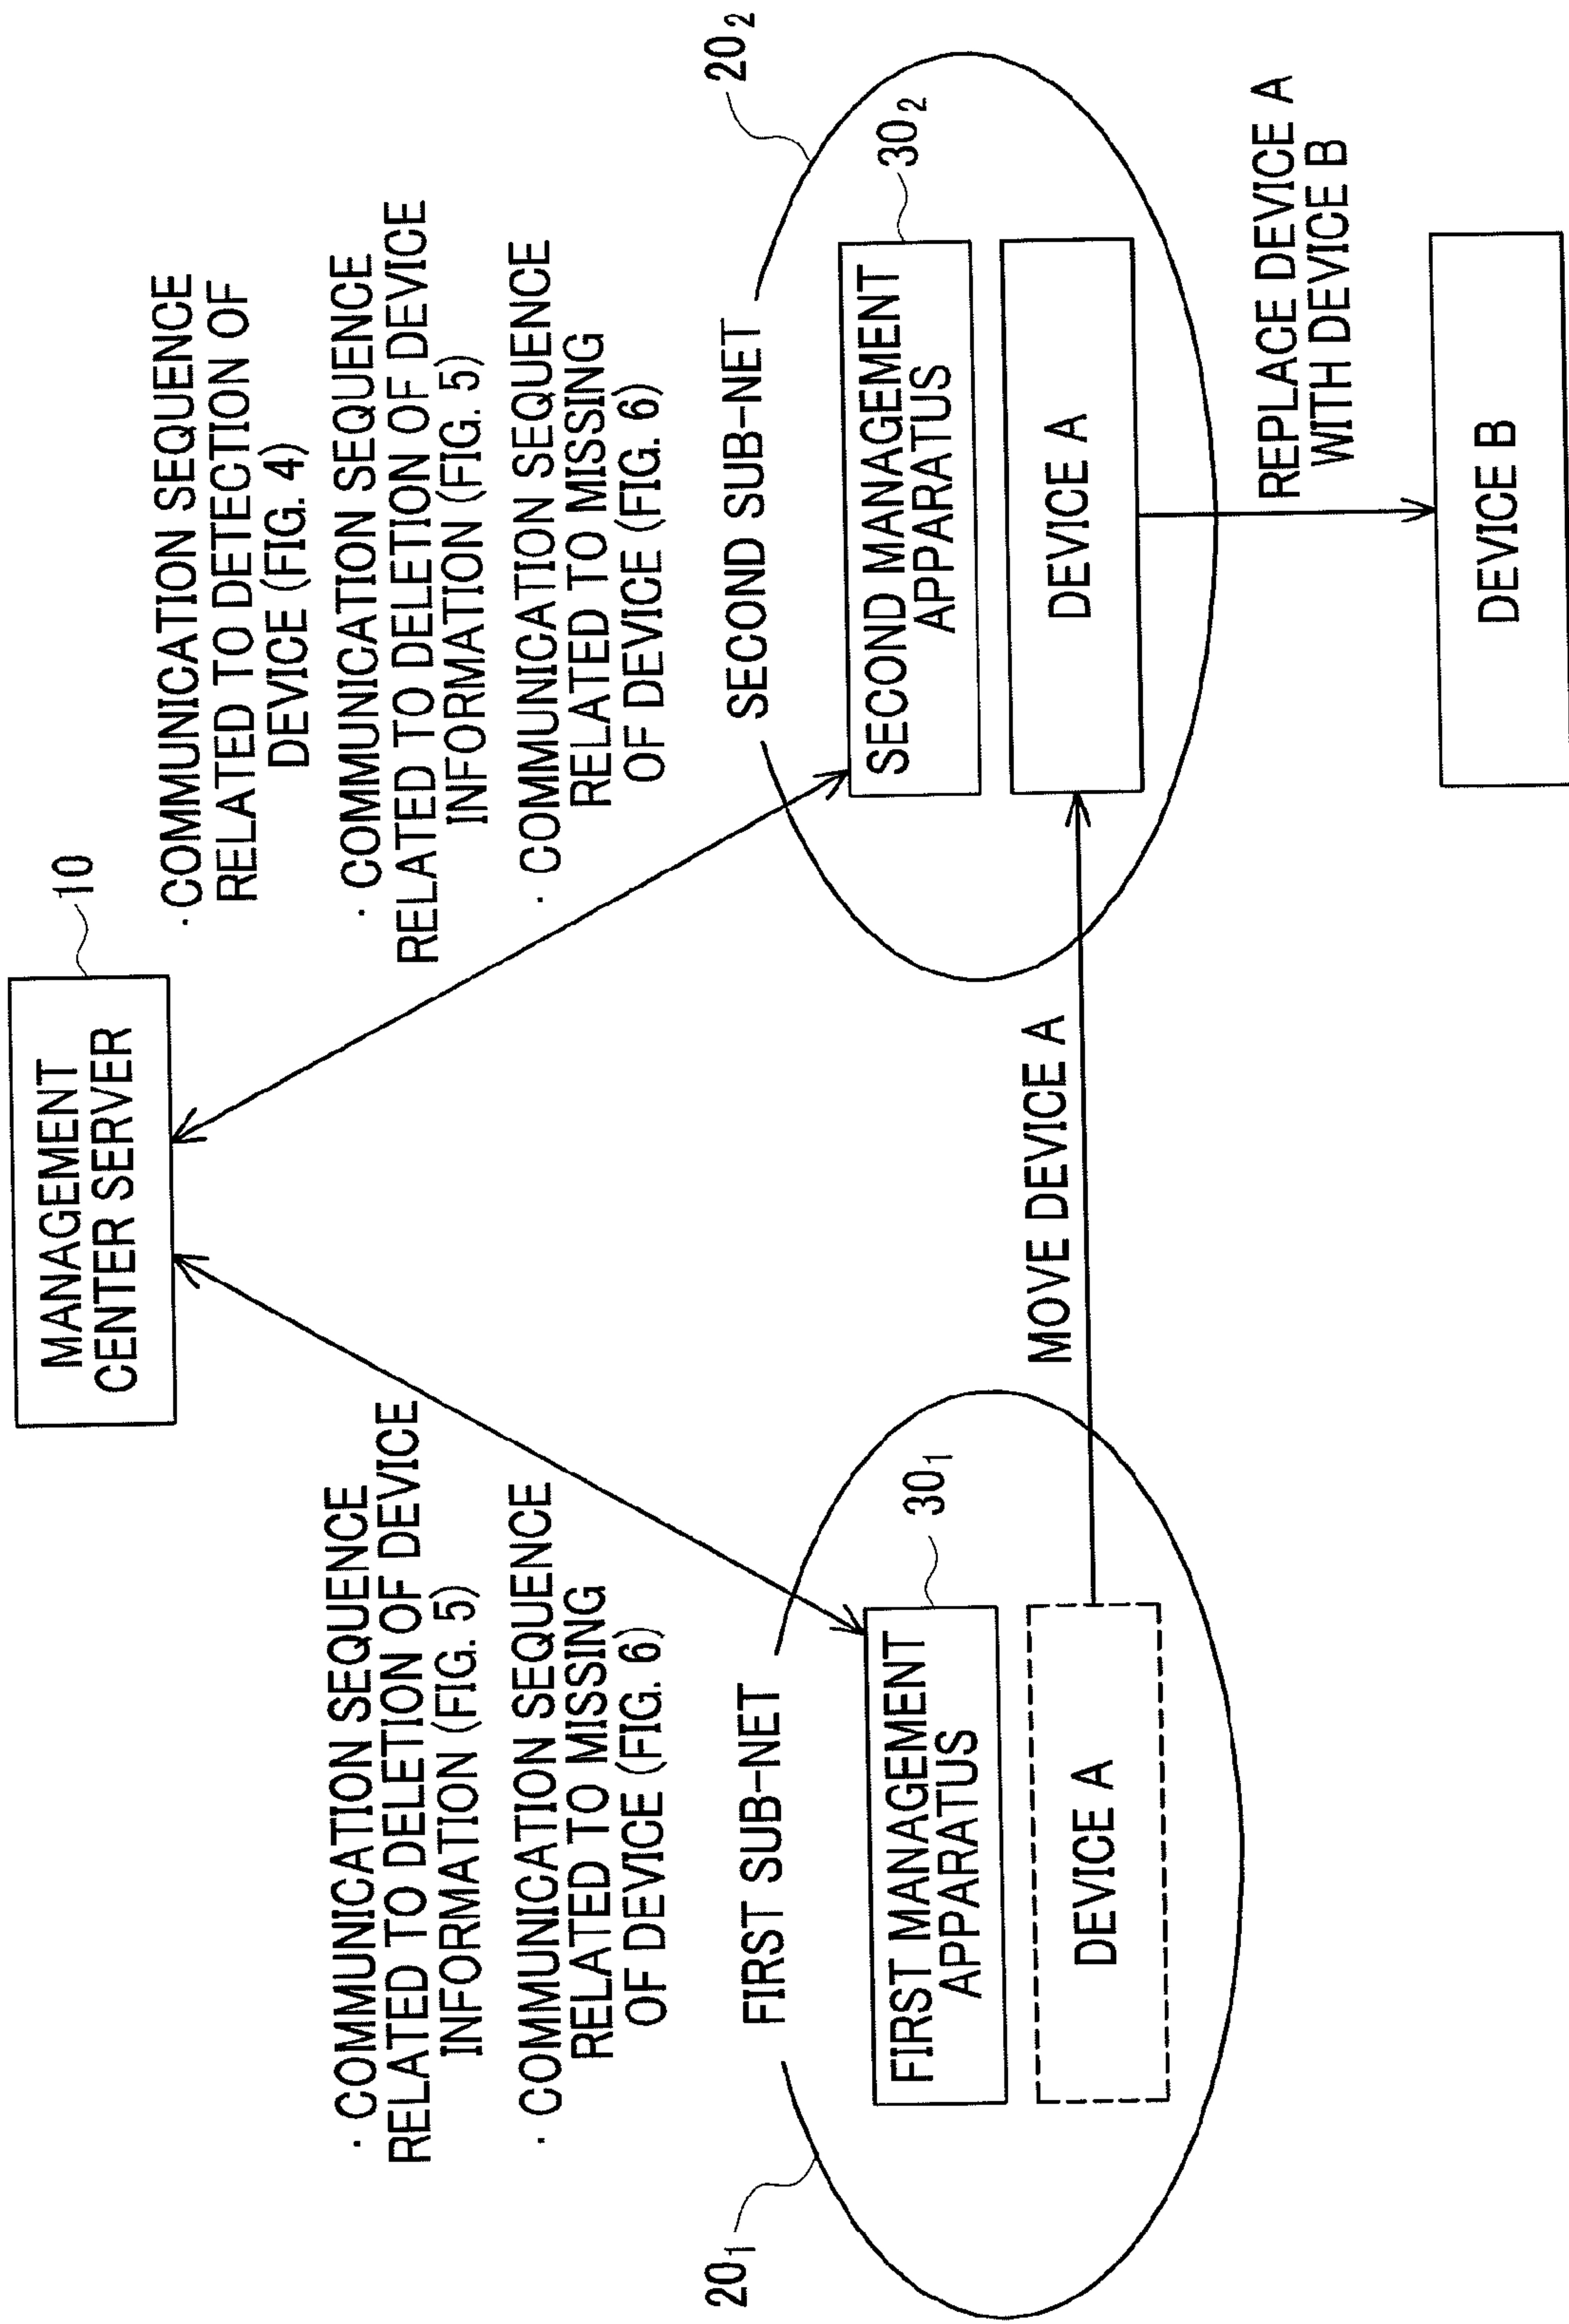 MANAGEMENT
CENTER SERVER
10
· COMMUNICATION SEQUENCE
RELATED TO DELETION OF DEVICE
INFORMATION (FIG. 5)
· COMMUNICATION SEQUENCE
RELATED TO MISSING
OF DEVICE (FIG. 6)
· COMMUNICATION SEQUENCE
RELATED TO DETECTION OF
DEVICE (FIG. 4)
· COMMUNICATION SEQUENCE
RELATED TO DELETION OF DEVICE
INFORMATION (FIG. 5)
· COMMUNICATION SEQUENCE
RELATED TO MISSING
OF DEVICE (FIG. 6)
20₁
FIRST SUB-NET
FIRST MANAGEMENT
APPARATUS
30₁
DEVICE A
MOVE DEVICE A
SECOND SUB-NET
20₂
SECOND MANAGEMENT
APPARATUS
30₂
DEVICE A
REPLACE DEVICE A
WITH DEVICE B
DEVICE B